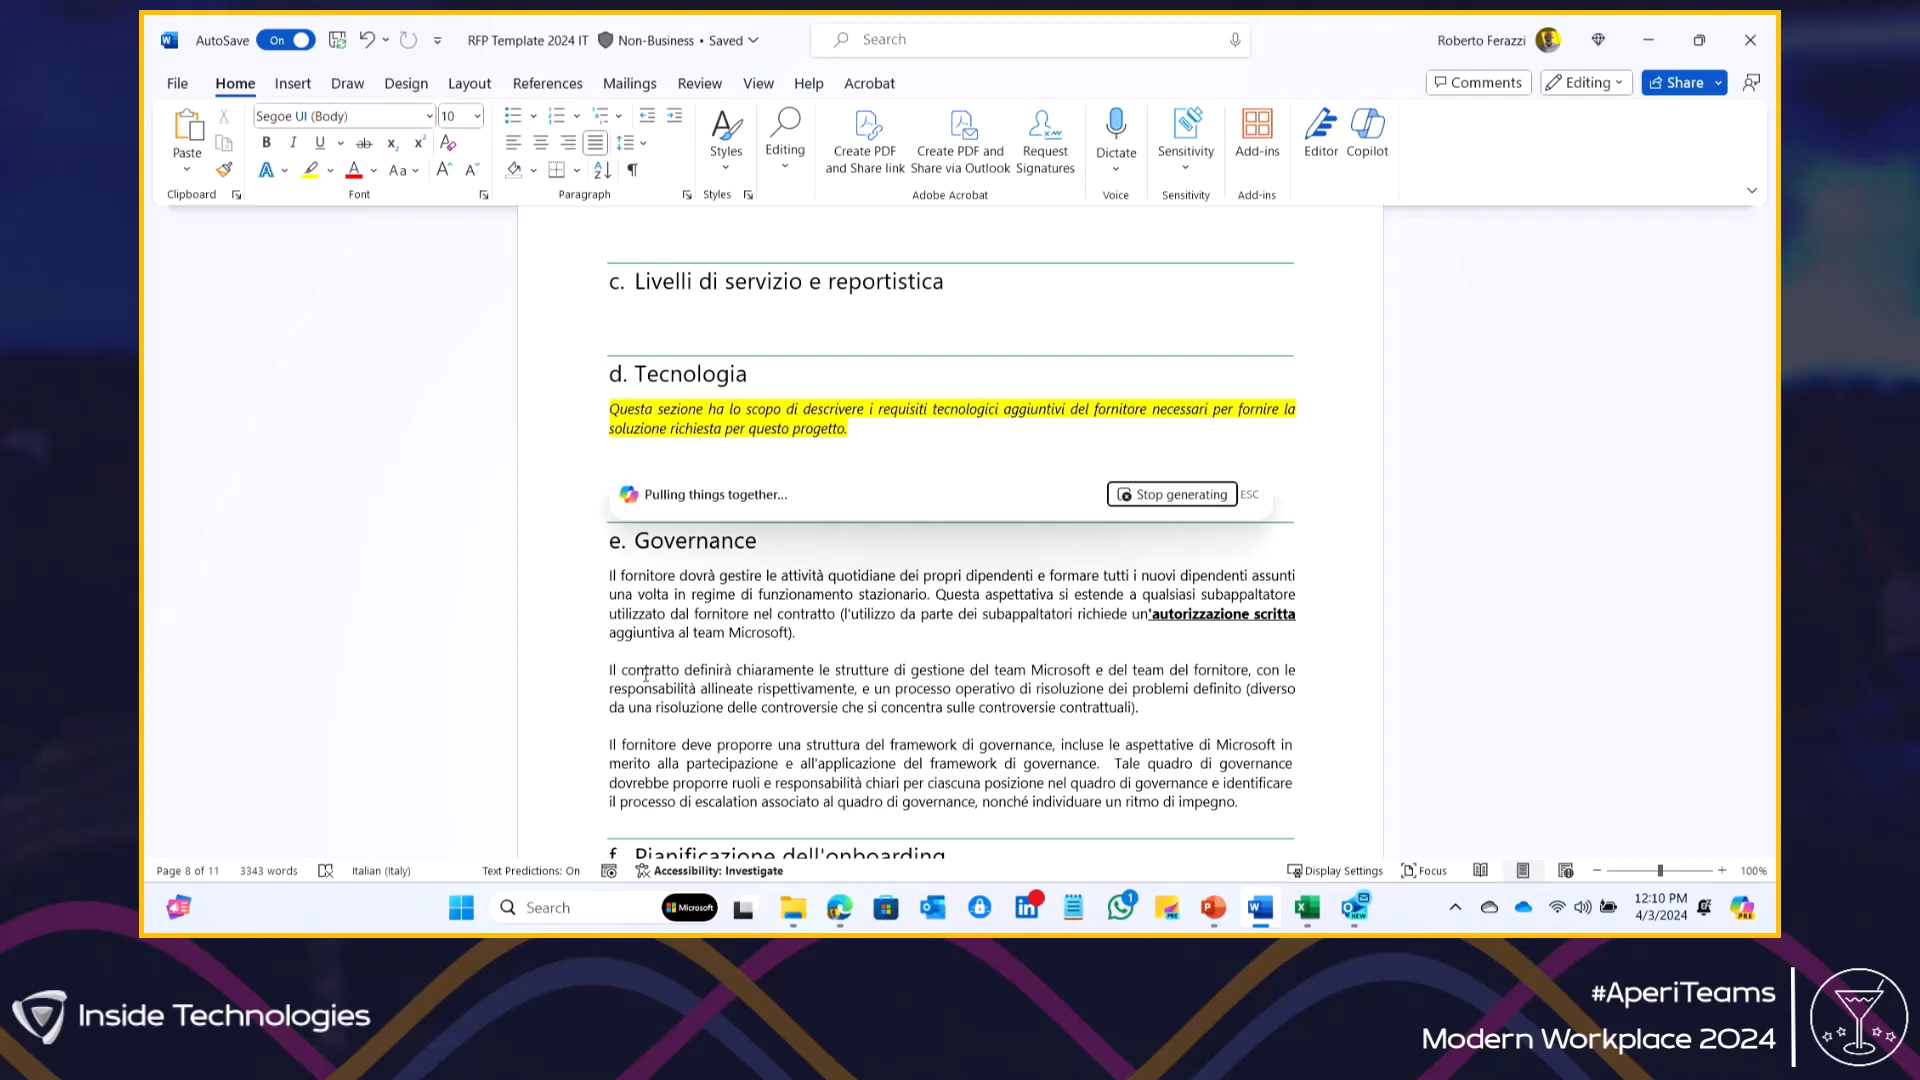 AutoSave On RFP Template 2024 IT Non-Business • Saved Search Roberto Ferazzi
File Home Insert Draw Design Layout References Mailings Review View Help Acrobat Comments Editing Share
Paste Segoe UI (Body) 10 Styles Editing Create PDF and Share link Create PDF and Share via Outlook Request Signatures Dictate Sensitivity Add-ins Editor Copilot
Clipboard Font Paragraph Styles Adobe Acrobat Voice Sensitivity Add-ins
c. Livelli di servizio e reportistica
d. Tecnologia
Questa sezione ha lo scopo di descrivere i requisiti tecnologici aggiuntivi del fornitore necessari per fornire la
soluzione richiesta per questo progetto.
Pulling things together... Stop generating ESC
e. Governance
Il fornitore dovrà gestire le attività quotidiane dei propri dipendenti e formare tutti i nuovi dipendenti assunti
una volta in regime di funzionamento stazionario. Questa aspettativa si estende a qualsiasi subappaltatore
utilizzato dal fornitore nel contratto (l'utilizzo da parte dei subappaltatori richiede un'autorizzazione scritta
aggiuntiva al team Microsoft).
Il contratto definirà chiaramente le strutture di gestione del team Microsoft e del team del fornitore, con le
responsabilità allineate rispettivamente, e un processo operativo di risoluzione dei problemi definito (diverso
da una risoluzione delle controversie che si concentra sulle controversie contrattuali).
Il fornitore deve proporre una struttura del framework di governance, incluse le aspettative di Microsoft in
merito alla partecipazione e all'applicazione del framework di governance. Tale quadro di governance
dovrebbe proporre ruoli e responsabilità chiari per ciascuna posizione nel quadro di governance e identificare
il processo di escalation associato al quadro di governance, nonché individuare un ritmo di impegno.
f. Pianificazione dell'onboarding
Page 8 of 11 3343 words Italian (Italy) Text Predictions: On Accessibility: Investigate Display Settings Focus 100%
Search Microsoft 1 12:10 PM
4/3/2024
Inside Technologies
#AperiTeams
Modern Workplace 2024